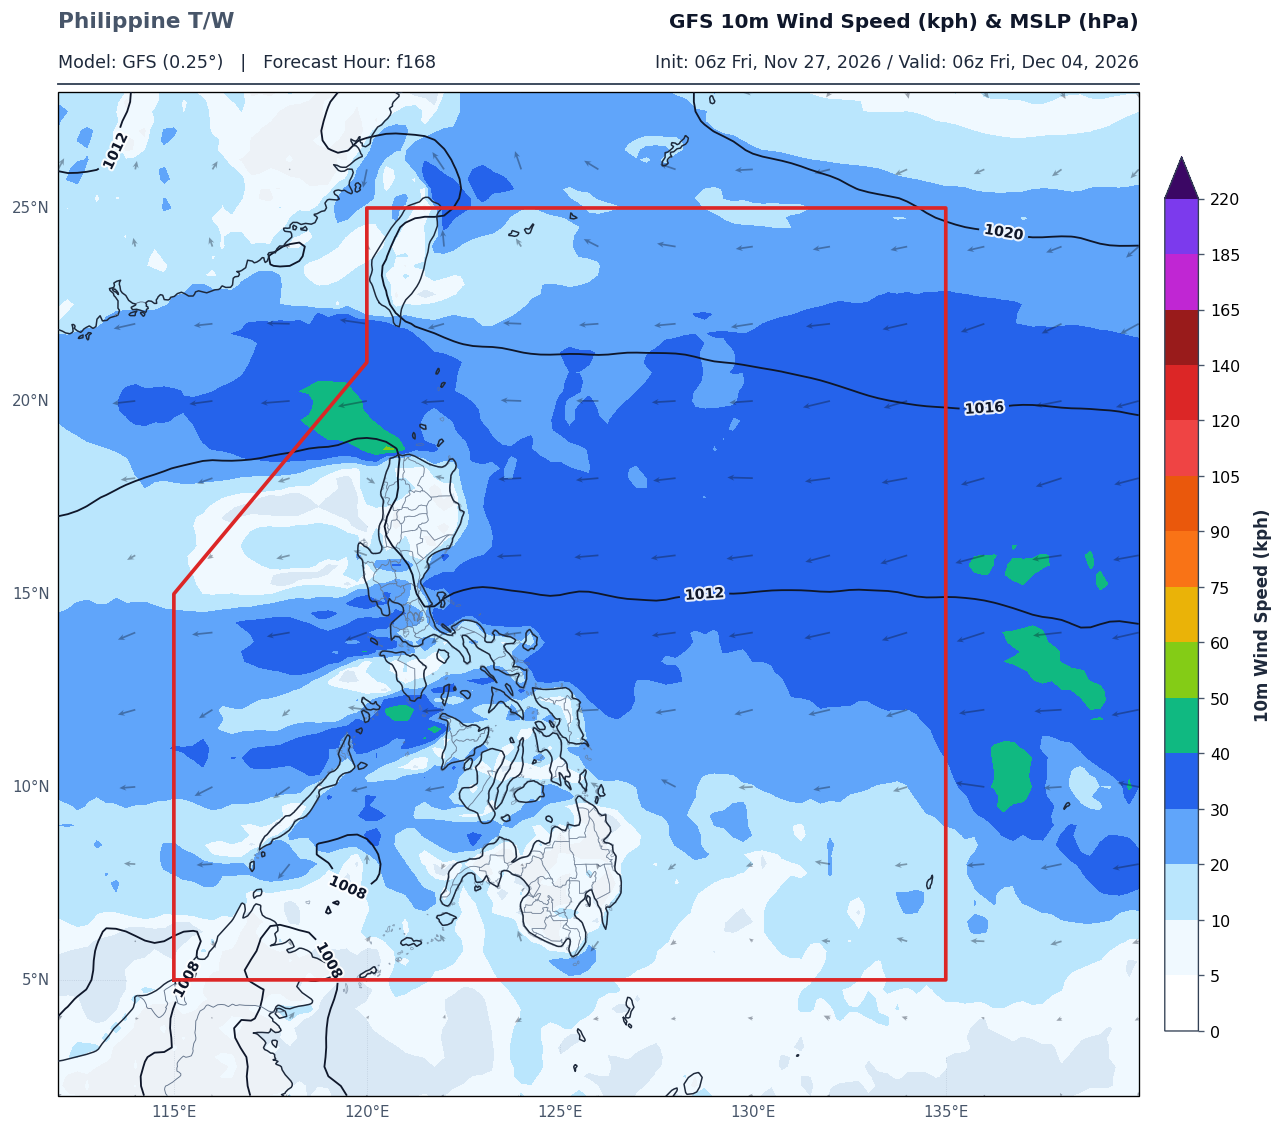 Philippine T/W
GFS 10m Wind Speed (kph) & MSLP (hPa)
Model: GFS (0.25°)   |   Forecast Hour: f168
Init: 06z Fri, Nov 27, 2026 / Valid: 06z Fri, Dec 04, 2026
1012
1020
1016
1012
1008
1008
1008
25°N
20°N
15°N
10°N
5°N
115°E
120°E
125°E
130°E
135°E
220
185
165
140
120
105
90
75
60
50
40
30
20
10
5
0
10m Wind Speed (kph)